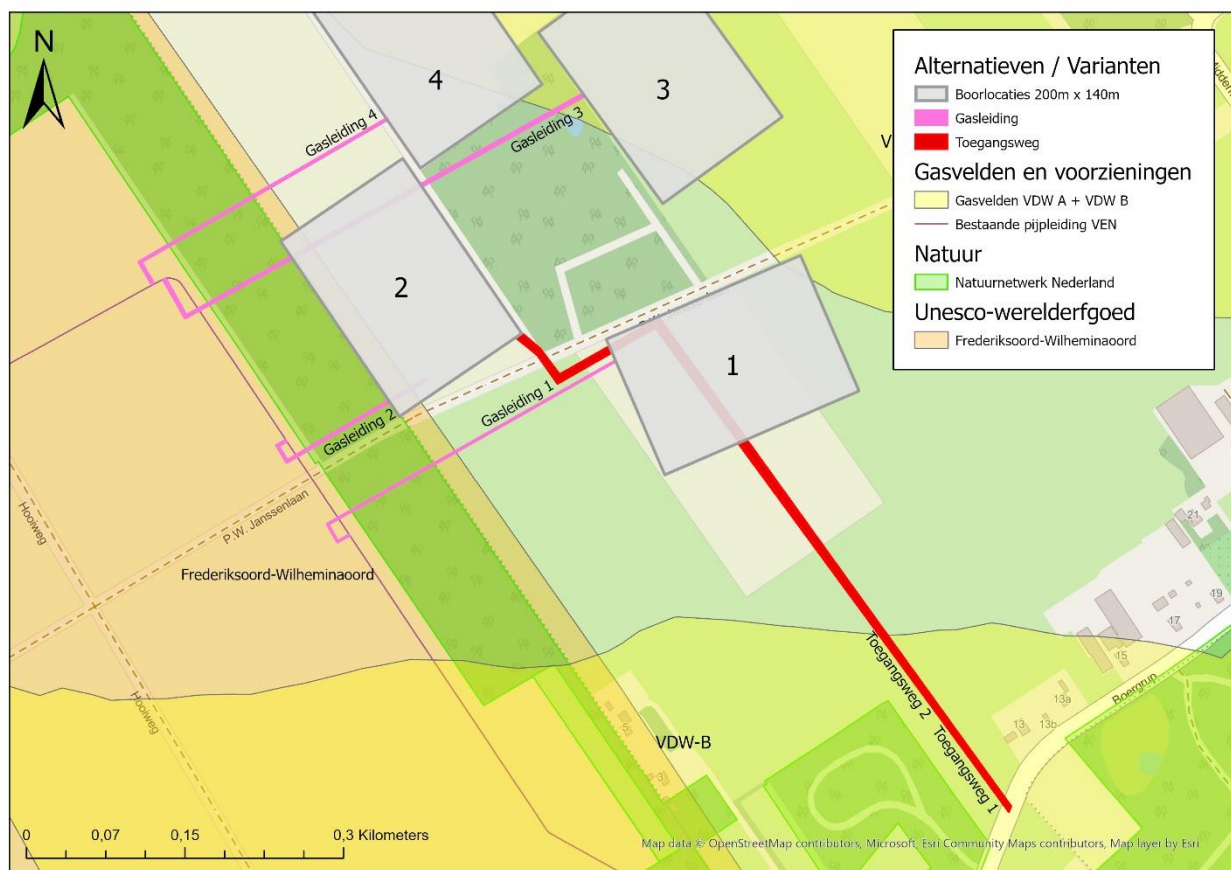 N
4
3
2
1
Gasleiding 4
Gasleiding 3
Gasleiding 2
Gasleiding 1
P.W. Janssenlaan
Hooiweg
Hooiweg
Frederiksoord-Wilheminaoord
VDW-B
Toegangsweg 2
Toegangsweg 1
Boergrup
21
19
17
15
13a
13
13b
5
3
V
Alternatieven / Varianten
Boorlocaties 200m x 140m
Gasleiding
Toegangsweg
Gasvelden en voorzieningen
Gasvelden VDW A + VDW B
Bestaande pijpleiding VEN
Natuur
Natuurnetwerk Nederland
Unesco-werelderfgoed
Frederiksoord-Wilheminaoord
0 0,07 0,15 0,3 Kilometers
Map data © OpenStreetMap contributors, Microsoft, Esri Community Maps contributors, Map layer by Esri